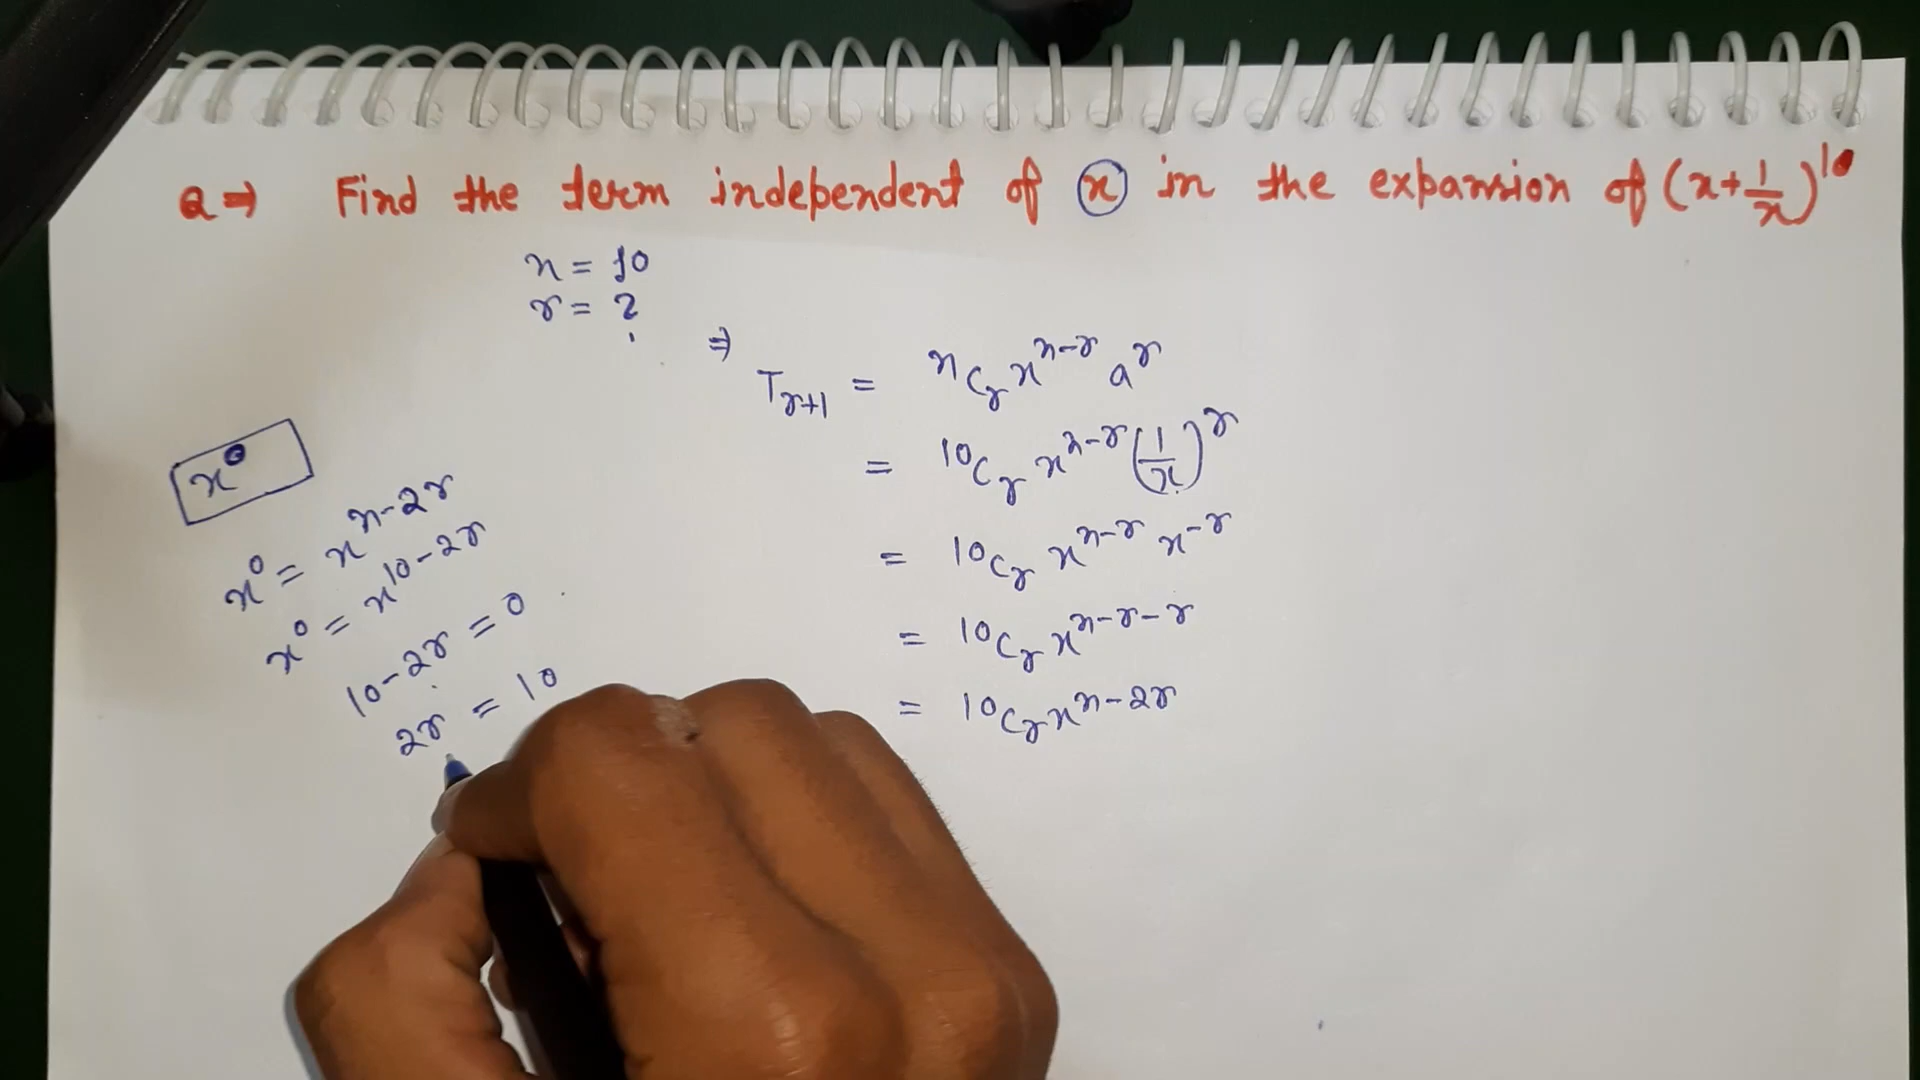 Q ⇒ Find the term independent of x in the expansion of (x+1/x)^10
n = 10
r = ?
⇒ T_{r+1} = ^nC_r x^{n-r} a^r
= ^10C_r x^{n-r} (1/x)^r
= ^10C_r x^{n-r} x^{-r}
= ^10C_r x^{n-r-r}
= ^10C_r x^{n-2r}
x^0
x^0 = x^{n-2r}
x^0 = x^{10-2r}
10-2r = 0
2r = 10